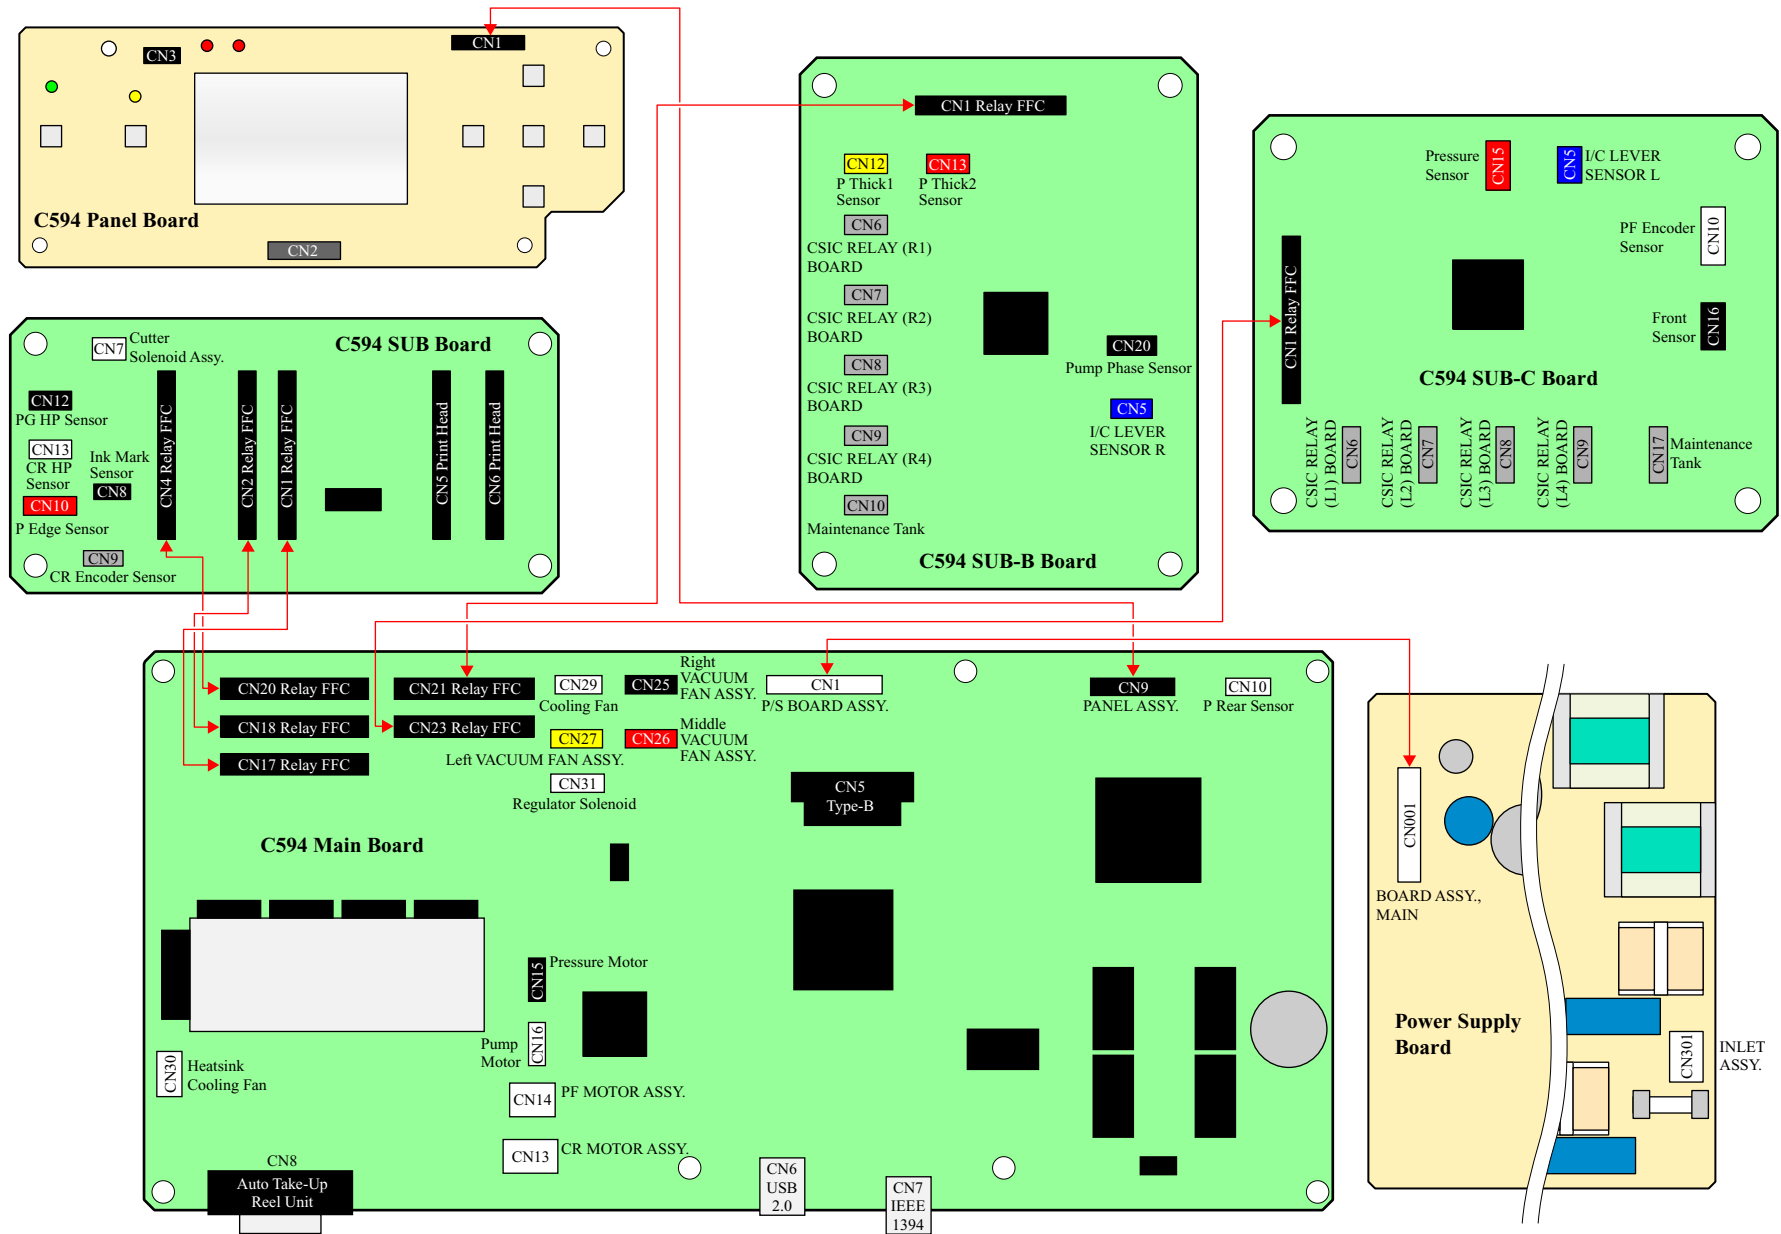 CN3
CN1
C594 Panel Board
CN2
CN7
Cutter
Solenoid Assy.
C594 SUB Board
CN12
PG HP Sensor
CN13
CR HP
Sensor
CN10
P Edge Sensor
Ink Mark
Sensor
CN8
CN9
CR Encoder Sensor
CN4 Relay FFC
CN2 Relay FFC
CN1 Relay FFC
CN5 Print Head
CN6 Print Head
CN1 Relay FFC
CN12
P Thick1
Sensor
CN13
P Thick2
Sensor
CN6
CSIC RELAY (R1)
BOARD
CN7
CSIC RELAY (R2)
BOARD
CN8
CSIC RELAY (R3)
BOARD
CN9
CSIC RELAY (R4)
BOARD
CN10
Maintenance Tank
CN20
Pump Phase Sensor
CN5
I/C LEVER
SENSOR R
C594 SUB-B Board
Pressure
Sensor
CN15
CN5
I/C LEVER
SENSOR L
PF Encoder
Sensor
CN10
CN1 Relay FFC
Front
Sensor
CN16
C594 SUB-C Board
CSIC RELAY
(L1) BOARD
CN6
CSIC RELAY
(L2) BOARD
CN7
CSIC RELAY
(L3) BOARD
CN8
CSIC RELAY
(L4) BOARD
CN9
CN17
Maintenance
Tank
CN20 Relay FFC
CN18 Relay FFC
CN17 Relay FFC
CN21 Relay FFC
CN23 Relay FFC
CN29
Cooling Fan
CN25
Right
VACUUM
FAN ASSY.
CN27
Left VACUUM FAN ASSY.
CN26
Middle
VACUUM
FAN ASSY.
CN31
Regulator Solenoid
CN1
P/S BOARD ASSY.
CN9
PANEL ASSY.
CN10
P Rear Sensor
CN5
Type-B
C594 Main Board
CN15
Pressure Motor
Pump
Motor
CN16
CN30
Heatsink
Cooling Fan
CN14
PF MOTOR ASSY.
CN13
CR MOTOR ASSY.
CN8
Auto Take-Up
Reel Unit
CN6
USB
2.0
CN7
IEEE
1394
CN001
BOARD ASSY.,
MAIN
Power Supply
Board
CN301
INLET
ASSY.